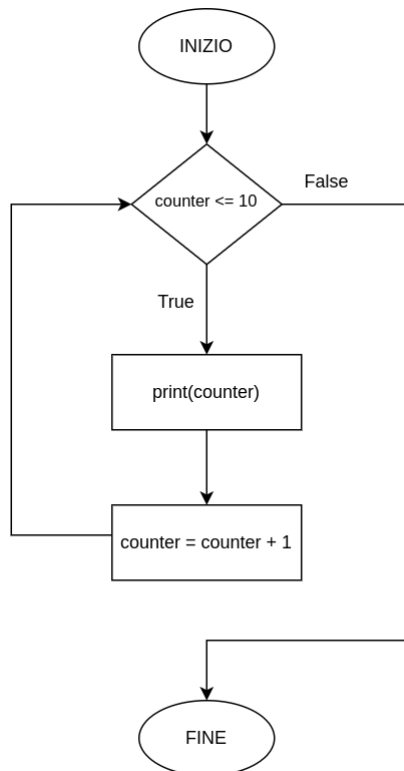 INIZIO
counter <= 10
False
True
print(counter)
counter = counter + 1
FINE